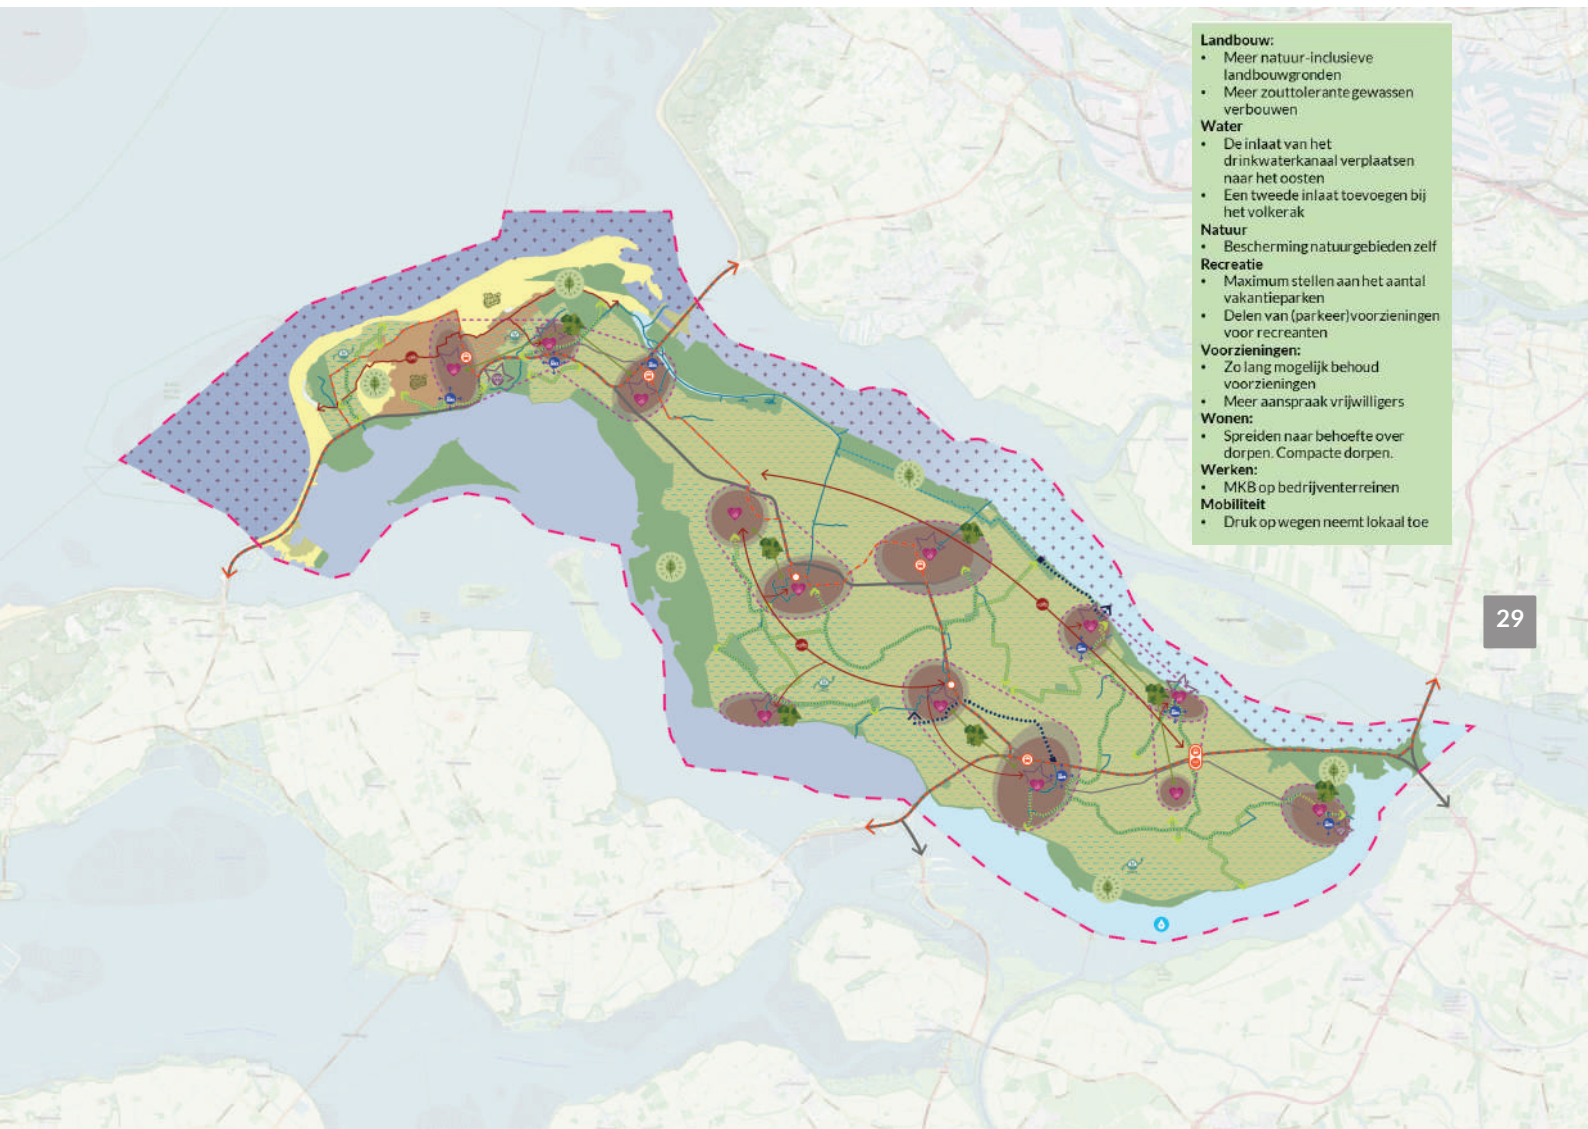 Landbouw:
• Meer natuur-inclusieve
landbouwgronden
• Meer zouttolerante gewassen
verbouwen
Water
• De inlaat van het
drinkwaterkanaal verplaatsen
naar het oosten
• Een tweede inlaat toevoegen bij
het volkerak
Natuur
• Bescherming natuurgebieden zelf
Recreatie
• Maximum stellen aan het aantal
vakantieparken
• Delen van (parkeer)voorzieningen
voor recreanten
Voorzieningen:
• Zo lang mogelijk behoud
voorzieningen
• Meer aanspraak vrijwilligers
Wonen:
• Spreiden naar behoefte over
dorpen. Compacte dorpen.
Werken:
• MKB op bedrijventerreinen
Mobiliteit
• Druk op wegen neemt lokaal toe
29